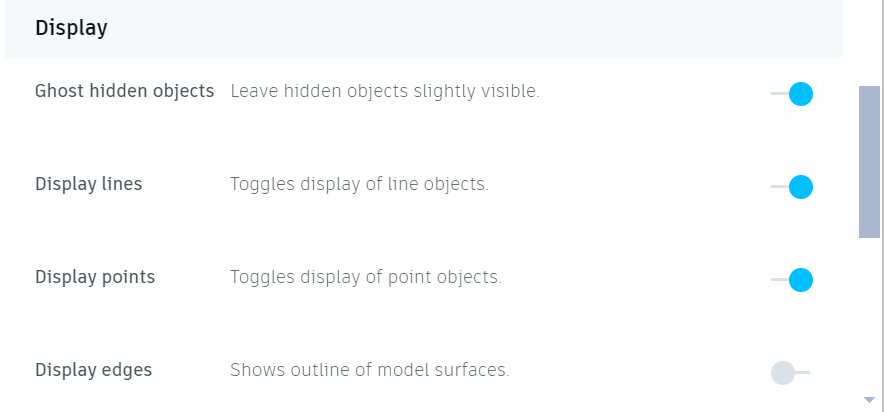 Display
Ghost hidden objects Leave hidden objects slightly visible.
Display lines Toggles display of line objects.
Display points Toggles display of point objects.
Display edges Shows outline of model surfaces.